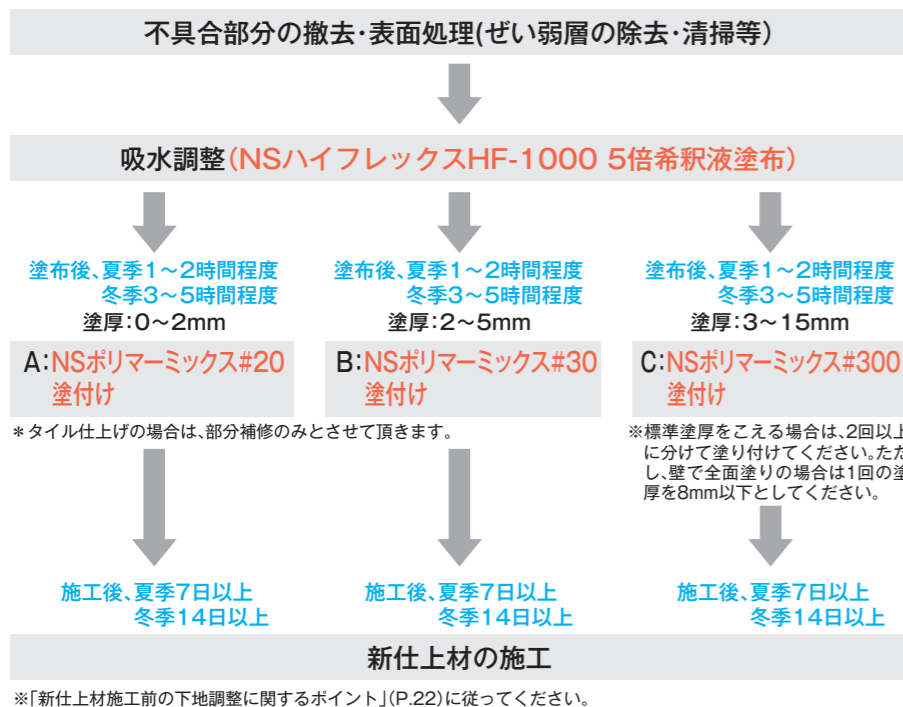 不具合部分の撤去・表面処理(ぜい弱層の除去・清掃等)
吸水調整(NSハイフレックスHF-1000 5倍希釈液塗布)
塗布後、夏季1～2時間程度
冬季3～5時間程度
塗厚:0～2mm
A:NSポリマーミックス#20
塗付け
塗布後、夏季1～2時間程度
冬季3～5時間程度
塗厚:2～5mm
B:NSポリマーミックス#30
塗付け
＊タイル仕上げの場合は、部分補修のみとさせて頂きます。
塗布後、夏季1～2時間程度
冬季3～5時間程度
塗厚:3～15mm
C:NSポリマーミックス#300
塗付け
※標準塗厚をこえる場合は、2回以上
に分けて塗り付けてください。ただ
し、壁で全面塗りの場合は1回の塗
厚を8mm以下としてください。
施工後、夏季7日以上
冬季14日以上
施工後、夏季7日以上
冬季14日以上
施工後、夏季7日以上
冬季14日以上
新仕上材の施工
※「新仕上材施工前の下地調整に関するポイント」(P.22)に従ってください。